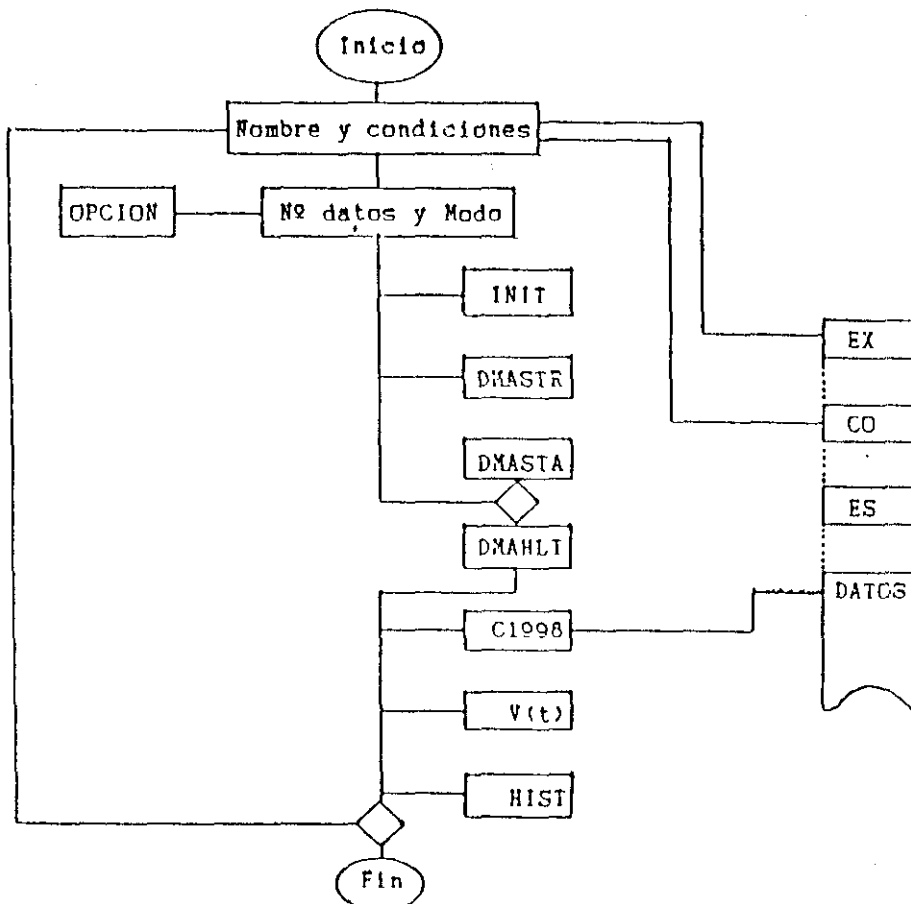 Inicio
Nombre y condiciones
OPCION
Nº datos y Modo
INIT
EX
DMASTR
CO
DMASTA
ES
DMAHLT
DATOS
C1998
V(t)
HIST
Fin